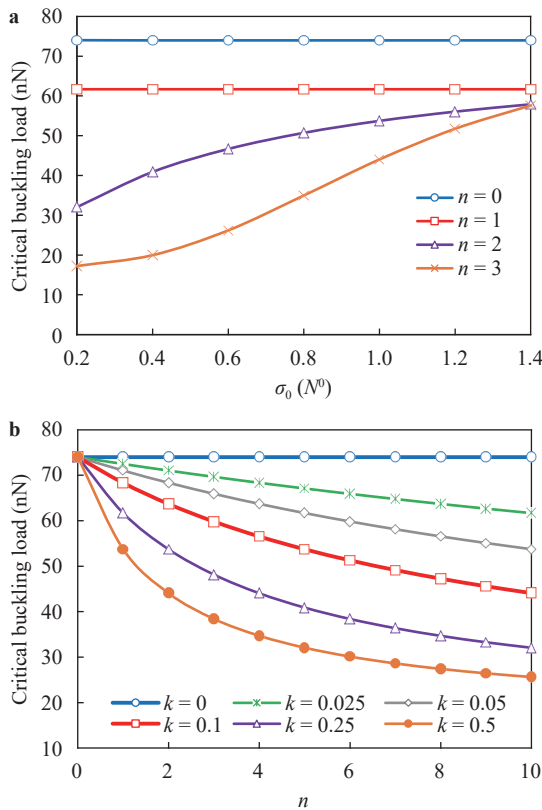 a
80
70
60
50
40
30
20
10
0
Critical buckling load (nN)
n = 0
n = 1
n = 2
n = 3
0.2 0.4 0.6 0.8 1.0 1.2 1.4
σ₀ (N⁰)
b
80
70
60
50
40
30
20
10
Critical buckling load (nN)
k = 0 k = 0.025 k = 0.05
k = 0.1 k = 0.25 k = 0.5
0 2 4 6 8 10
n